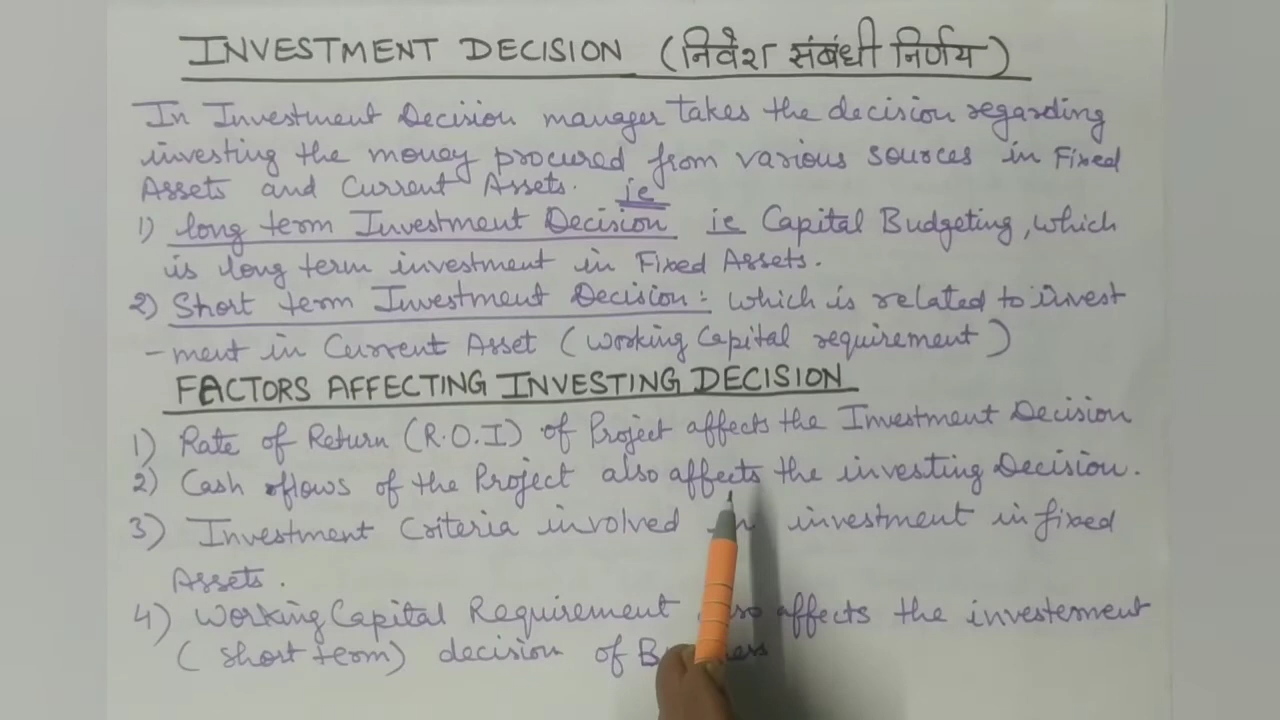 INVESTMENT DECISION (निवेश संबंधी निर्णय)
In Investment Decision manager takes the decision regarding
investing the money procured from various sources in Fixed
Assets and Current Assets. ie
1) long term Investment Decision ie Capital Budgeting, which
is long term investment in Fixed Assets.
2) Short term Investment Decision:- which is related to invest
-ment in Current Asset (working Capital requirement)
FACTORS AFFECTING INVESTING DECISION
1) Rate of Return (R.O.I) of Project affects the Investment Decision
2) Cash flows of the Project also affects the investing Decision.
3) Investment Criteria involved in investment in fixed
Assets.
4) Working Capital Requirement affects the investement
(short term) decision of